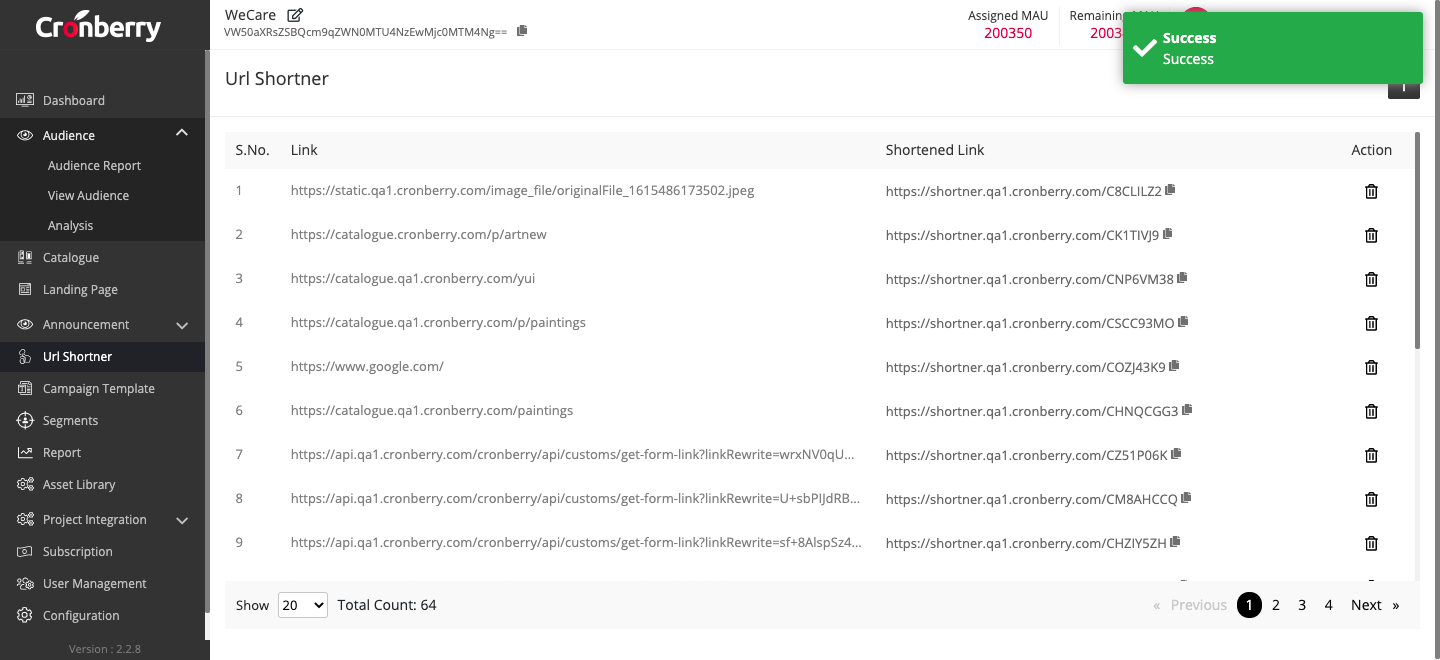 Cronberry
WeCare
VW50aXRsZSBQcm9qZWN0MTU4NzEwMjc0MTM4Ng==
Assigned MAU
200350
Remaining
Success
Success
Dashboard
Audience
Audience Report
View Audience
Analysis
Catalogue
Landing Page
Announcement
Url Shortner
Campaign Template
Segments
Report
Asset Library
Project Integration
Subscription
User Management
Configuration
Version : 2.2.8
Url Shortner
S.No. Link Shortened Link Action
1 https://static.qa1.cronberry.com/image_file/originalFile_1615486173502.jpeg https://shortner.qa1.cronberry.com/C8CLILZ2
2 https://catalogue.cronberry.com/p/artnew https://shortner.qa1.cronberry.com/CK1TIVJ9
3 https://catalogue.qa1.cronberry.com/yui https://shortner.qa1.cronberry.com/CNP6VM38
4 https://catalogue.qa1.cronberry.com/p/paintings https://shortner.qa1.cronberry.com/CSCC93MO
5 https://www.google.com/ https://shortner.qa1.cronberry.com/COZJ43K9
6 https://catalogue.qa1.cronberry.com/paintings https://shortner.qa1.cronberry.com/CHNQCGG3
7 https://api.qa1.cronberry.com/cronberry/api/customs/get-form-link?linkRewrite=wrxNV0qU... https://shortner.qa1.cronberry.com/CZ51P06K
8 https://api.qa1.cronberry.com/cronberry/api/customs/get-form-link?linkRewrite=U+sbPIJdRB... https://shortner.qa1.cronberry.com/CM8AHCCQ
9 https://api.qa1.cronberry.com/cronberry/api/customs/get-form-link?linkRewrite=sf+8AlspSz4... https://shortner.qa1.cronberry.com/CHZIY5ZH
Show 20 Total Count: 64
« Previous 1 2 3 4 Next »